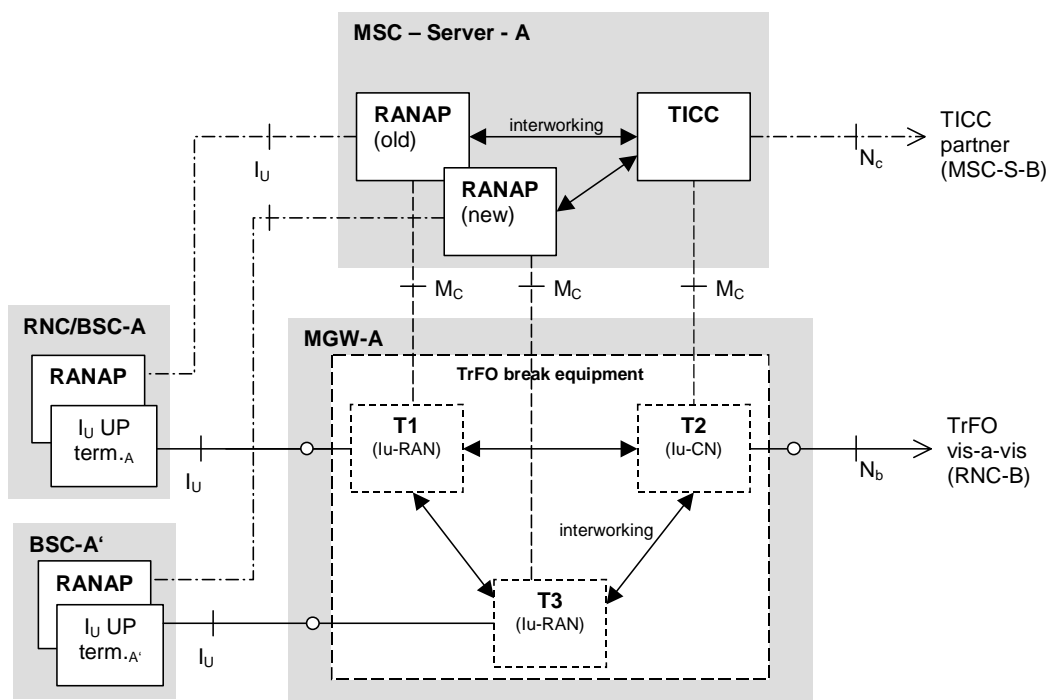 MSC – Server - A
RANAP
(old)
interworking
TICC
TICC
partner
(MSC-S-B)
IU
Nc
RANAP
(new)
IU
MC
MC
MC
RNC/BSC-A
RANAP
IU UP
term.A
IU
MGW-A
TrFO break equipment
T1
(Iu-RAN)
T2
(Iu-CN)
Nb
TrFO
vis-a-vis
(RNC-B)
interworking
BSC-A‘
RANAP
IU UP
term.A‘
IU
T3
(Iu-RAN)